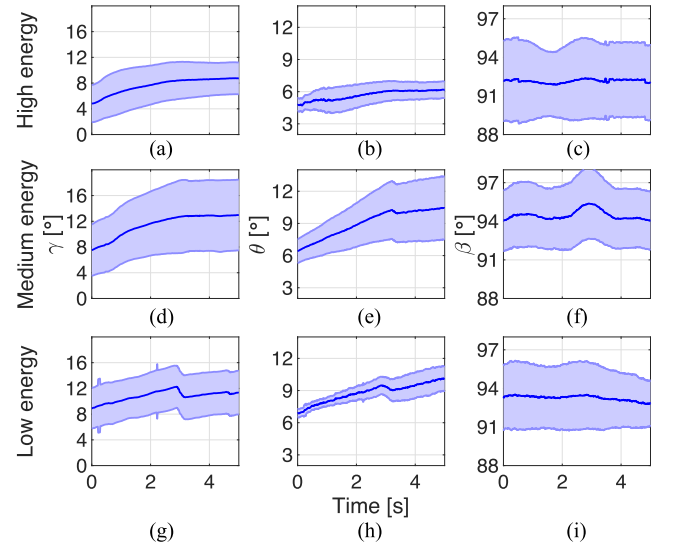 High energy
16
12
8
4
0
(a)
12
9
6
3
(b)
97
94
91
88
(c)
Medium energy
γ [°]
16
12
8
4
0
(d)
θ [°]
12
9
6
3
(e)
β [°]
97
94
91
88
(f)
Low energy
16
12
8
4
0
0 2 4
(g)
12
9
6
3
0 2 4
Time [s]
(h)
97
94
91
88
0 2 4
(i)